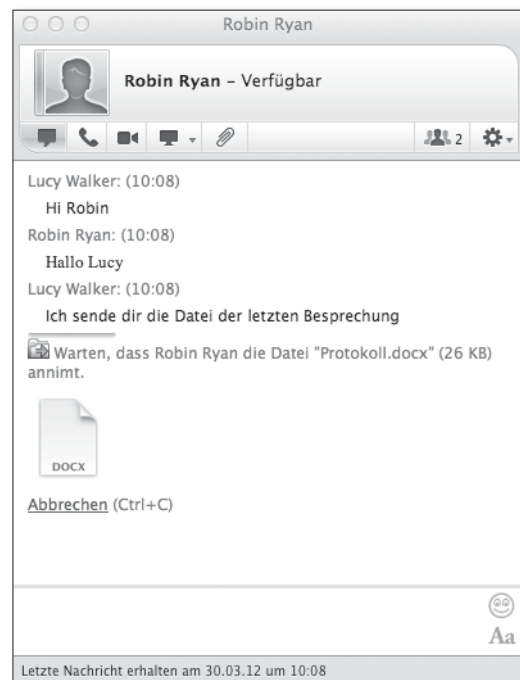 Robin Ryan
Robin Ryan – Verfügbar
2
Lucy Walker: (10:08)
Hi Robin
Robin Ryan: (10:08)
Hallo Lucy
Lucy Walker: (10:08)
Ich sende dir die Datei der letzten Besprechung
Warten, dass Robin Ryan die Datei "Protokoll.docx" (26 KB)
annimt.
DOCX
Abbrechen (Ctrl+C)
Aa
Letzte Nachricht erhalten am 30.03.12 um 10:08